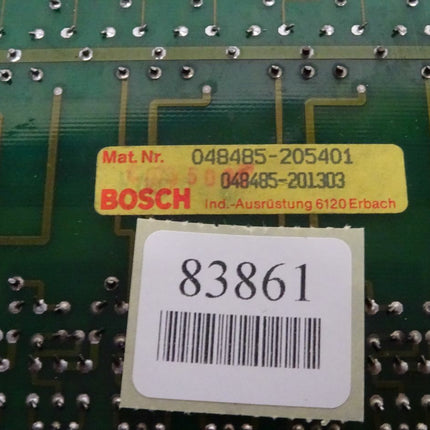 Mat. Nr. 048485-205401
048485-201303
BOSCH Ind.-Ausrüstung 6120 Erbach
83861